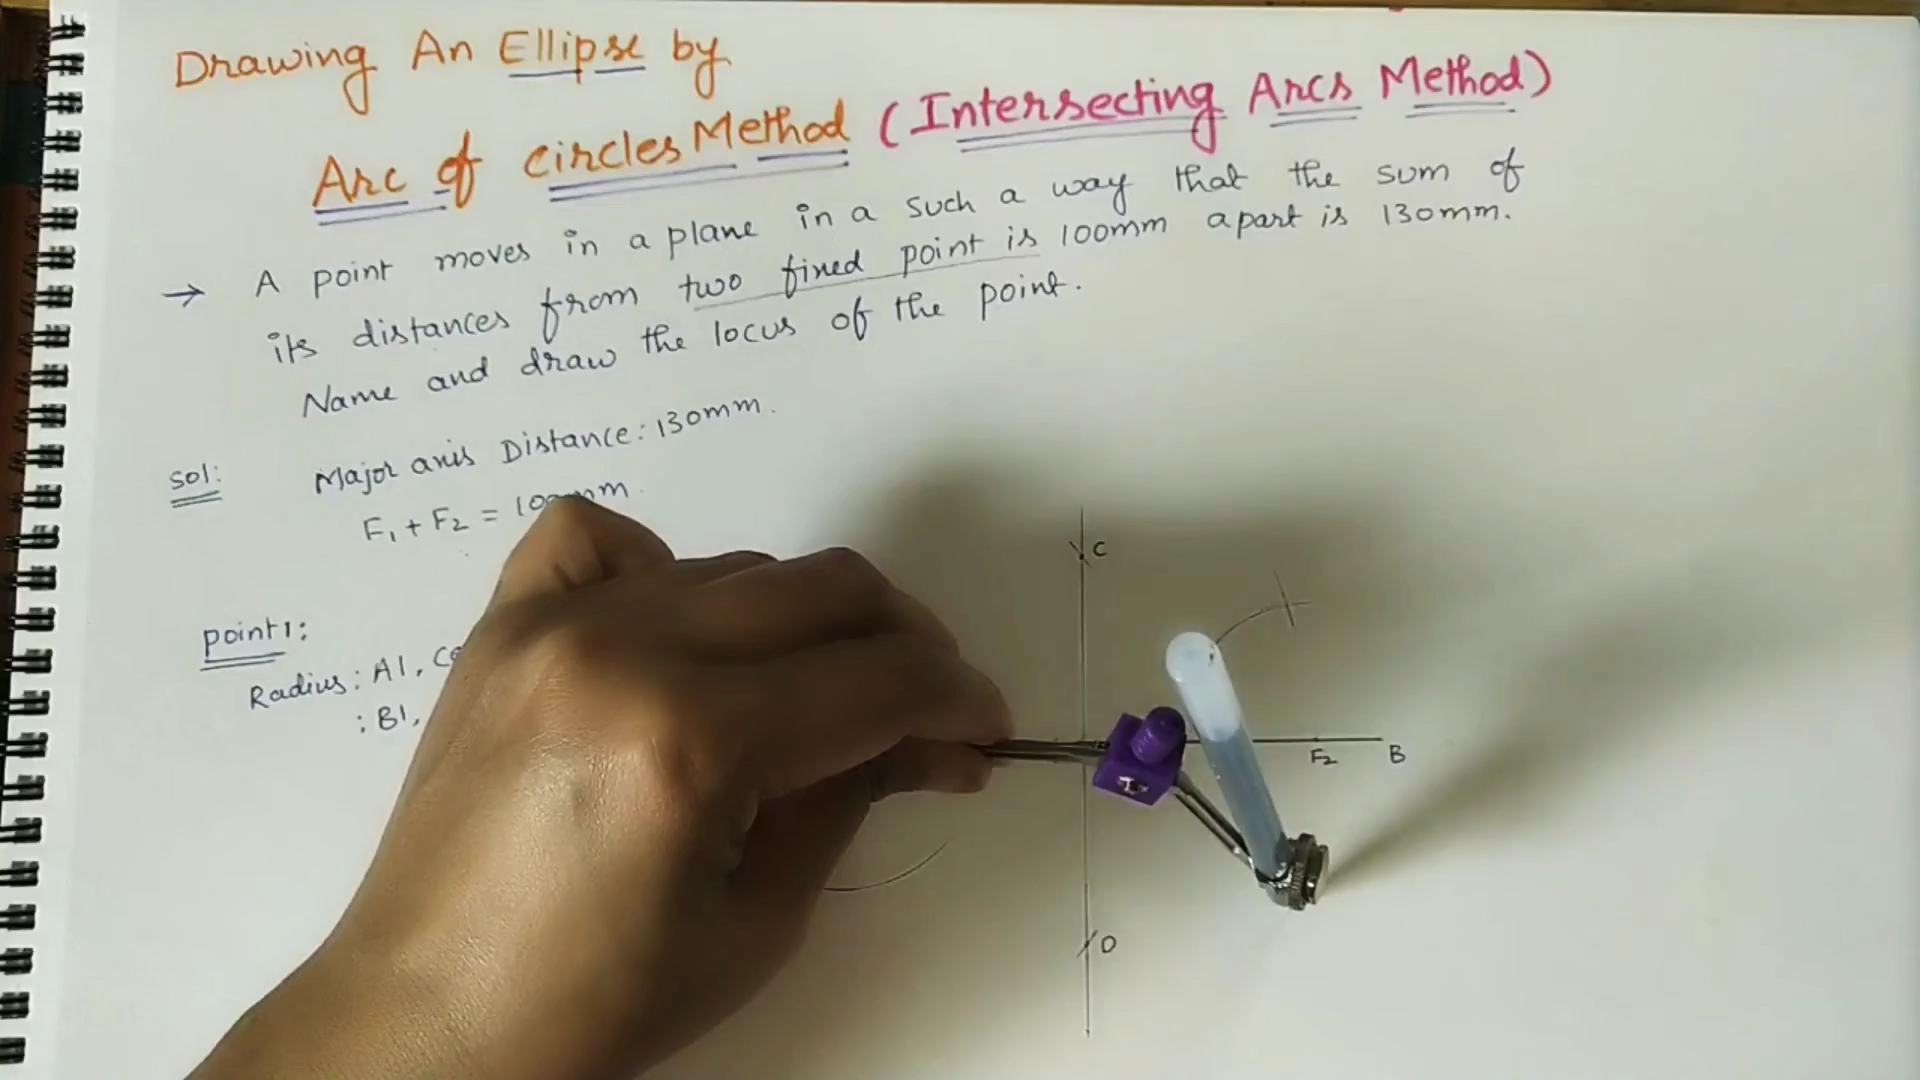 Drawing An Ellipse by
Arc of circles Method (Intersecting Arcs Method)
→ A point moves in a plane in a such a way that the sum of
its distances from two fixed point is 100mm apart is 130mm.
Name and draw the locus of the point.
Sol: Major axis Distance: 130mm.
F1 + F2 =
point1:
Radius: A1,
: B1,
C
F2 B
D